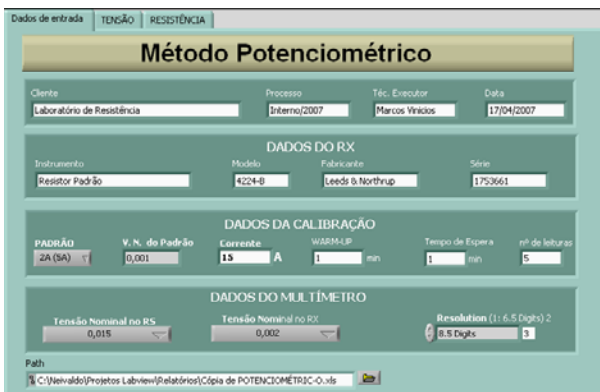 Dados de entrada TENSÃO RESISTÊNCIA
Método Potenciométrico
Cliente Processo Téc. Executor Data
Laboratório de Resistência Interno/2007 Marcos Vinicios 17/04/2007
DADOS DO RX
Instrumento Modelo Fabricante Série
Resistor Padrão 4224-B Leeds & Northrup 1753661
DADOS DA CALIBRAÇÃO
PADRÃO V. N. do Padrão Corrente WARM-UP Tempo de Espera nº de leituras
2A (5A) 0,001 15 A 1 min 1 min 5
DADOS DO MULTÍMETRO
Tensão Nominal no RS Tensão Nominal no RX Resolution (1: 6.5 Digits) 2
0,015 0,002 8.5 Digits 3
Path
C:\Neivaldo\Projetos Labview\Relatórios\Cópia de POTENCIOMÉTRIC-O.xls